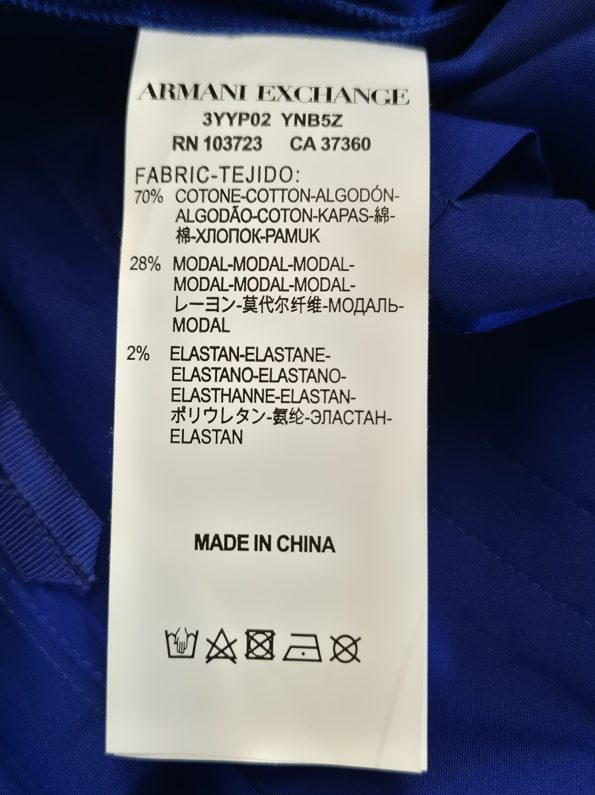 ARMANI EXCHANGE
3YYP02 YNB5Z
RN 103723 CA 37360
FABRIC-TEJIDO:
70% COTONE-COTTON-ALGODÓN-
ALGODÃO-COTON-KAPAS-綿-
棉-ХЛОПОК-PAMUK
28% MODAL-MODAL-MODAL-
MODAL-MODAL-MODAL-
レーヨン-莫代尔纤维-МОДАЛЬ-
MODAL
2% ELASTAN-ELASTANE-
ELASTANO-ELASTANO-
ELASTHANNE-ELASTAN-
ポリウレタン-氨纶-ЭЛАСТАН-
ELASTAN
MADE IN CHINA